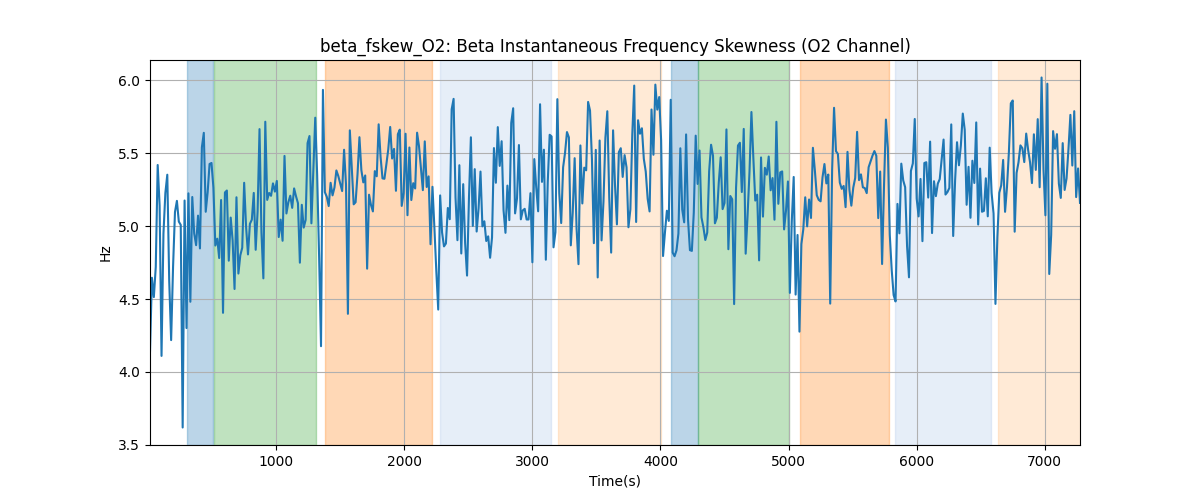 beta_fskew_O2: Beta Instantaneous Frequency Skewness (O2 Channel)
6.0
5.5
5.0
4.5
4.0
3.5
Hz
1000 2000 3000 4000 5000 6000 7000
Time(s)